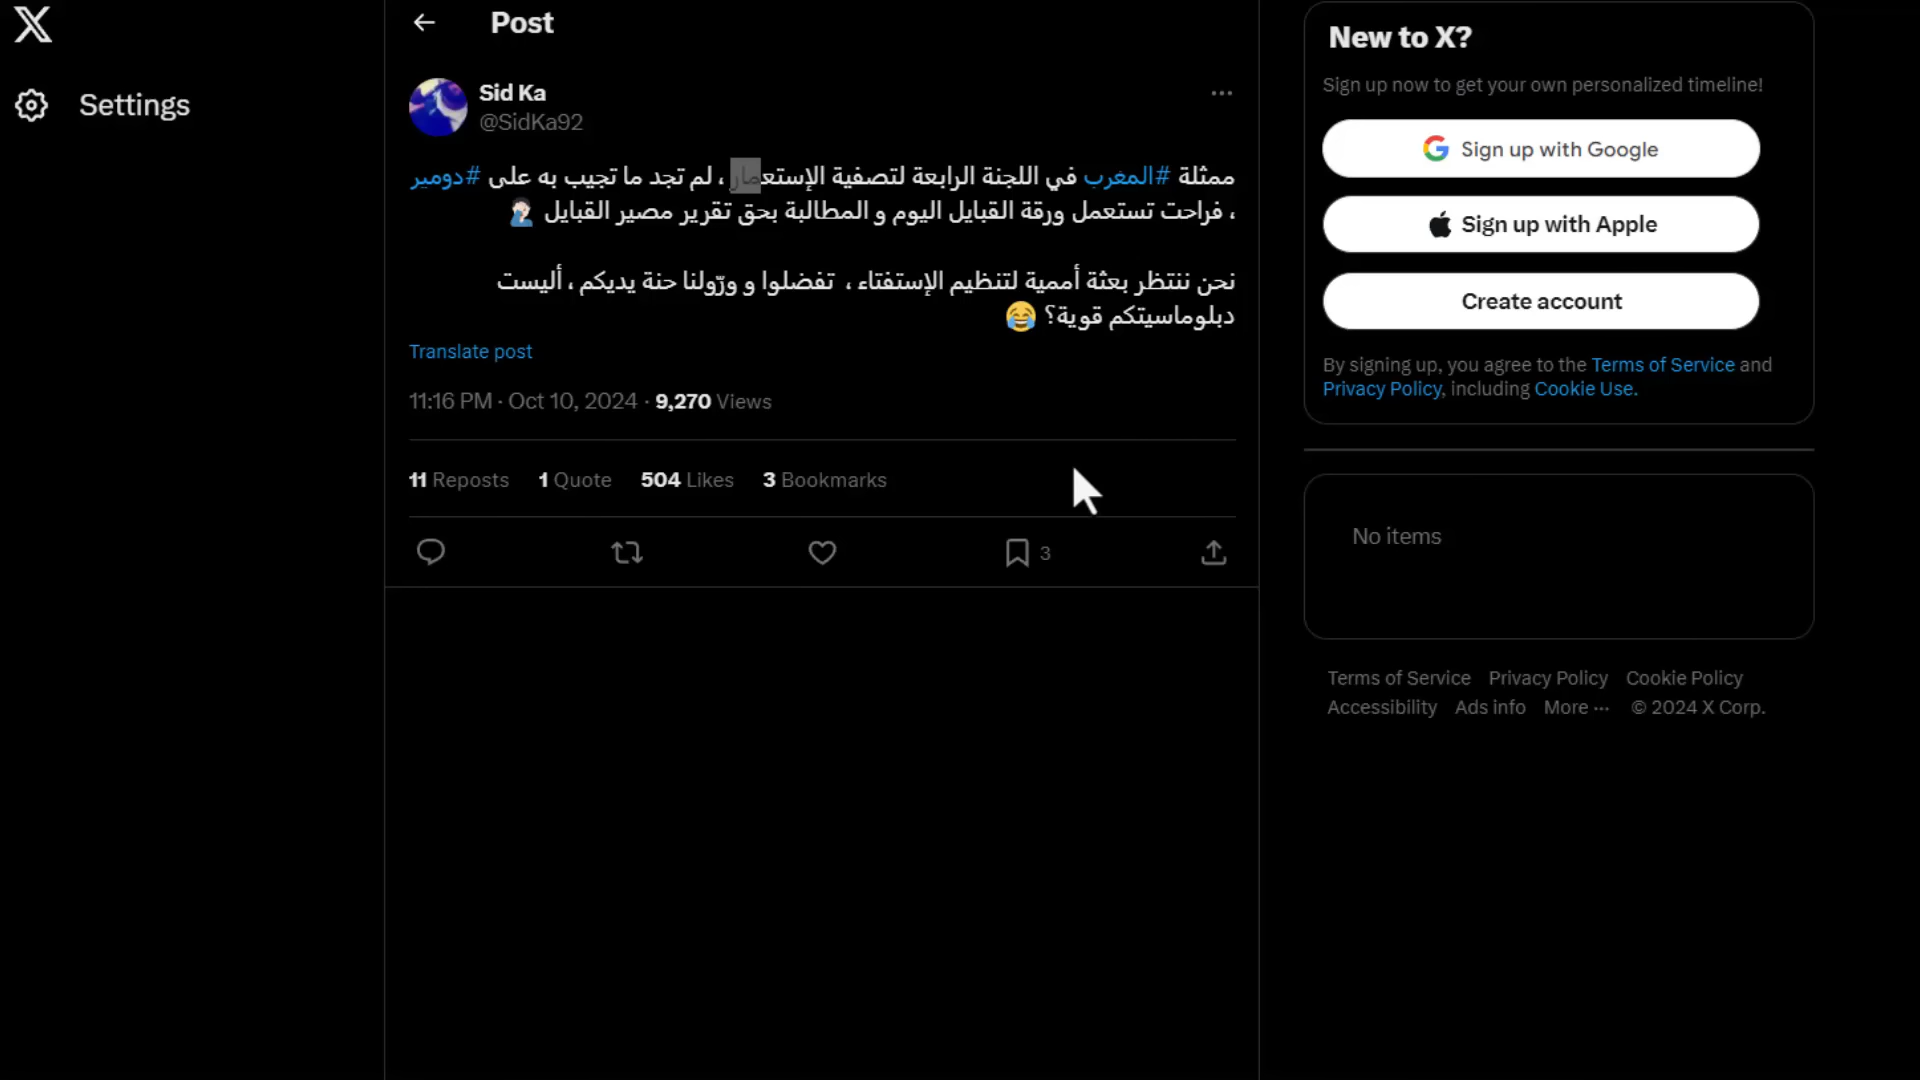 Settings
Post
Sid Ka
@SidKa92
ممثلة #المغرب في اللجنة الرابعة لتصفية الإستعمار ، لم تجد ما تجيب به على #دومير
، فراحت تستعمل ورقة القبايل اليوم و المطالبة بحق تقرير مصير القبايل 🤦🏻‍♂️
نحن ننتظر بعثة أممية لتنظيم الإستفتاء ، تفضلوا و ورّولنا حنة يديكم ، أليست
دبلوماسيتكم قوية؟ 😂
Translate post
11:16 PM · Oct 10, 2024 · 9,270 Views
11 Reposts 1 Quote 504 Likes 3 Bookmarks
3
New to X?
Sign up now to get your own personalized timeline!
Sign up with Google
Sign up with Apple
Create account
By signing up, you agree to the Terms of Service and
Privacy Policy, including Cookie Use.
No items
Terms of Service Privacy Policy Cookie Policy
Accessibility Ads info More ··· © 2024 X Corp.